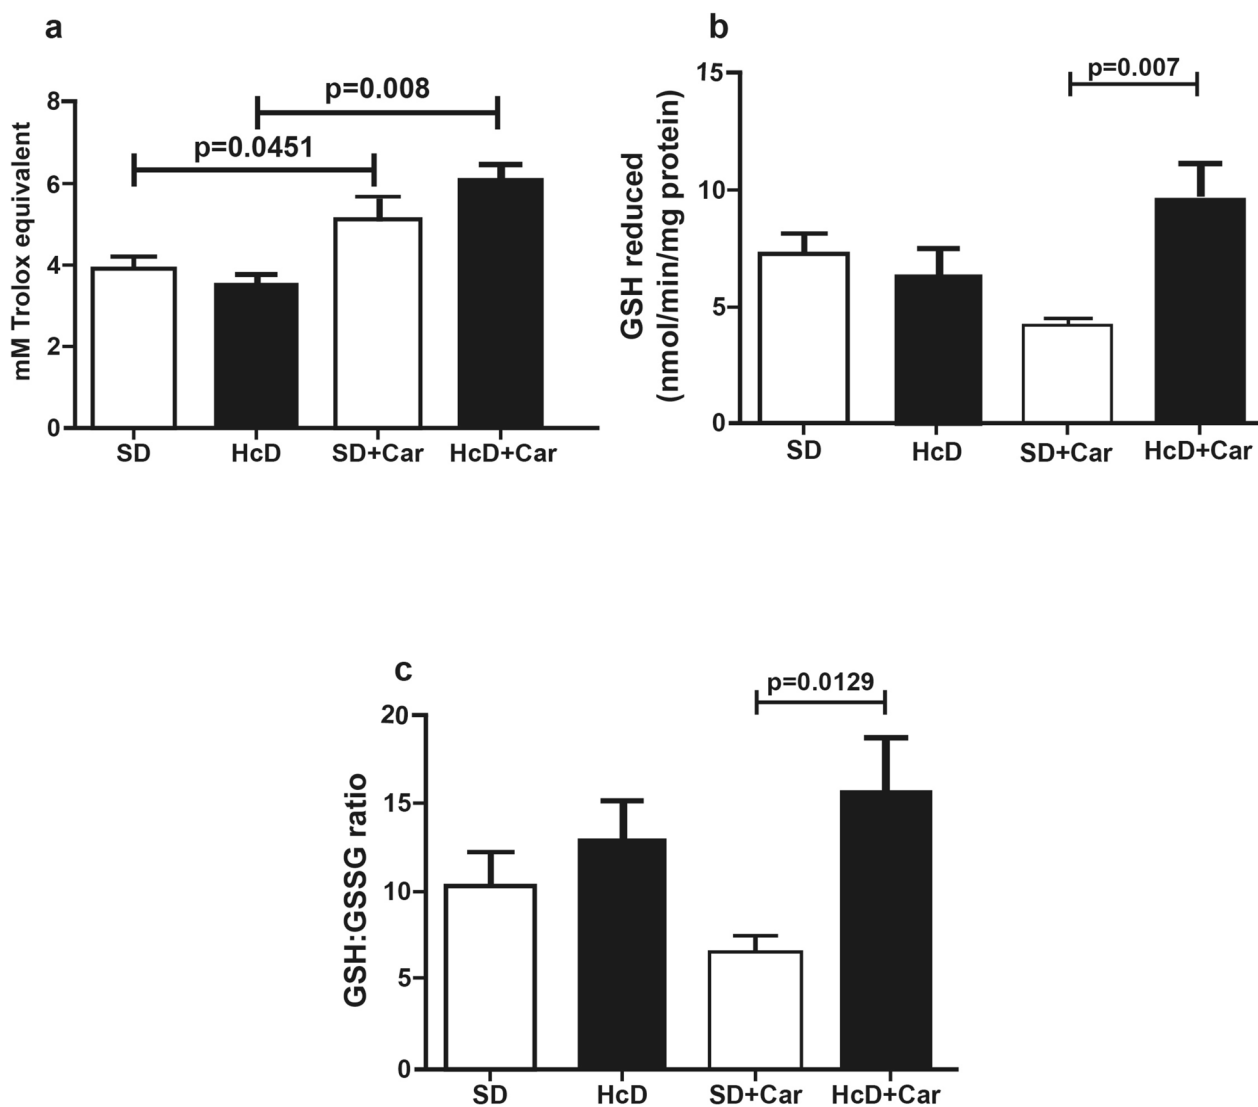 a
p=0.008
p=0.0451
mM Trolox equivalent
8
6
4
2
0
SD
HcD
SD+Car
HcD+Car
b
p=0.007
GSH reduced
(nmol/min/mg protein)
15
10
5
0
SD
HcD
SD+Car
HcD+Car
c
p=0.0129
GSH:GSSG ratio
20
15
10
5
0
SD
HcD
SD+Car
HcD+Car